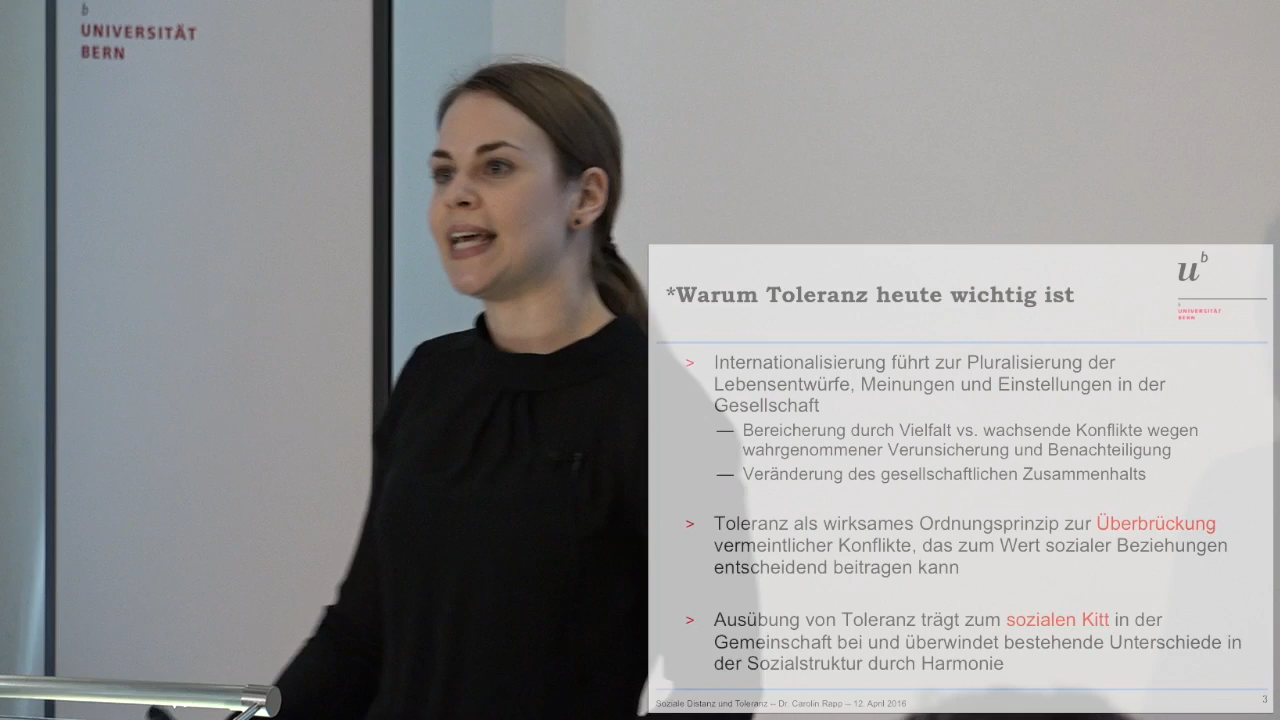 b
UNIVERSITÄT
BERN
u b
*Warum Toleranz heute wichtig ist
b
UNIVERSITÄT
BERN
> Internationalisierung führt zur Pluralisierung der
Lebensentwürfe, Meinungen und Einstellungen in der
Gesellschaft
— Bereicherung durch Vielfalt vs. wachsende Konflikte wegen
wahrgenommener Verunsicherung und Benachteiligung
— Veränderung des gesellschaftlichen Zusammenhalts
> Toleranz als wirksames Ordnungsprinzip zur Überbrückung
vermeintlicher Konflikte, das zum Wert sozialer Beziehungen
entscheidend beitragen kann
> Ausübung von Toleranz trägt zum sozialen Kitt in der
Gemeinschaft bei und überwindet bestehende Unterschiede in
der Sozialstruktur durch Harmonie
Soziale Distanz und Toleranz – Dr. Carolin Rapp – 12. April 2016
3